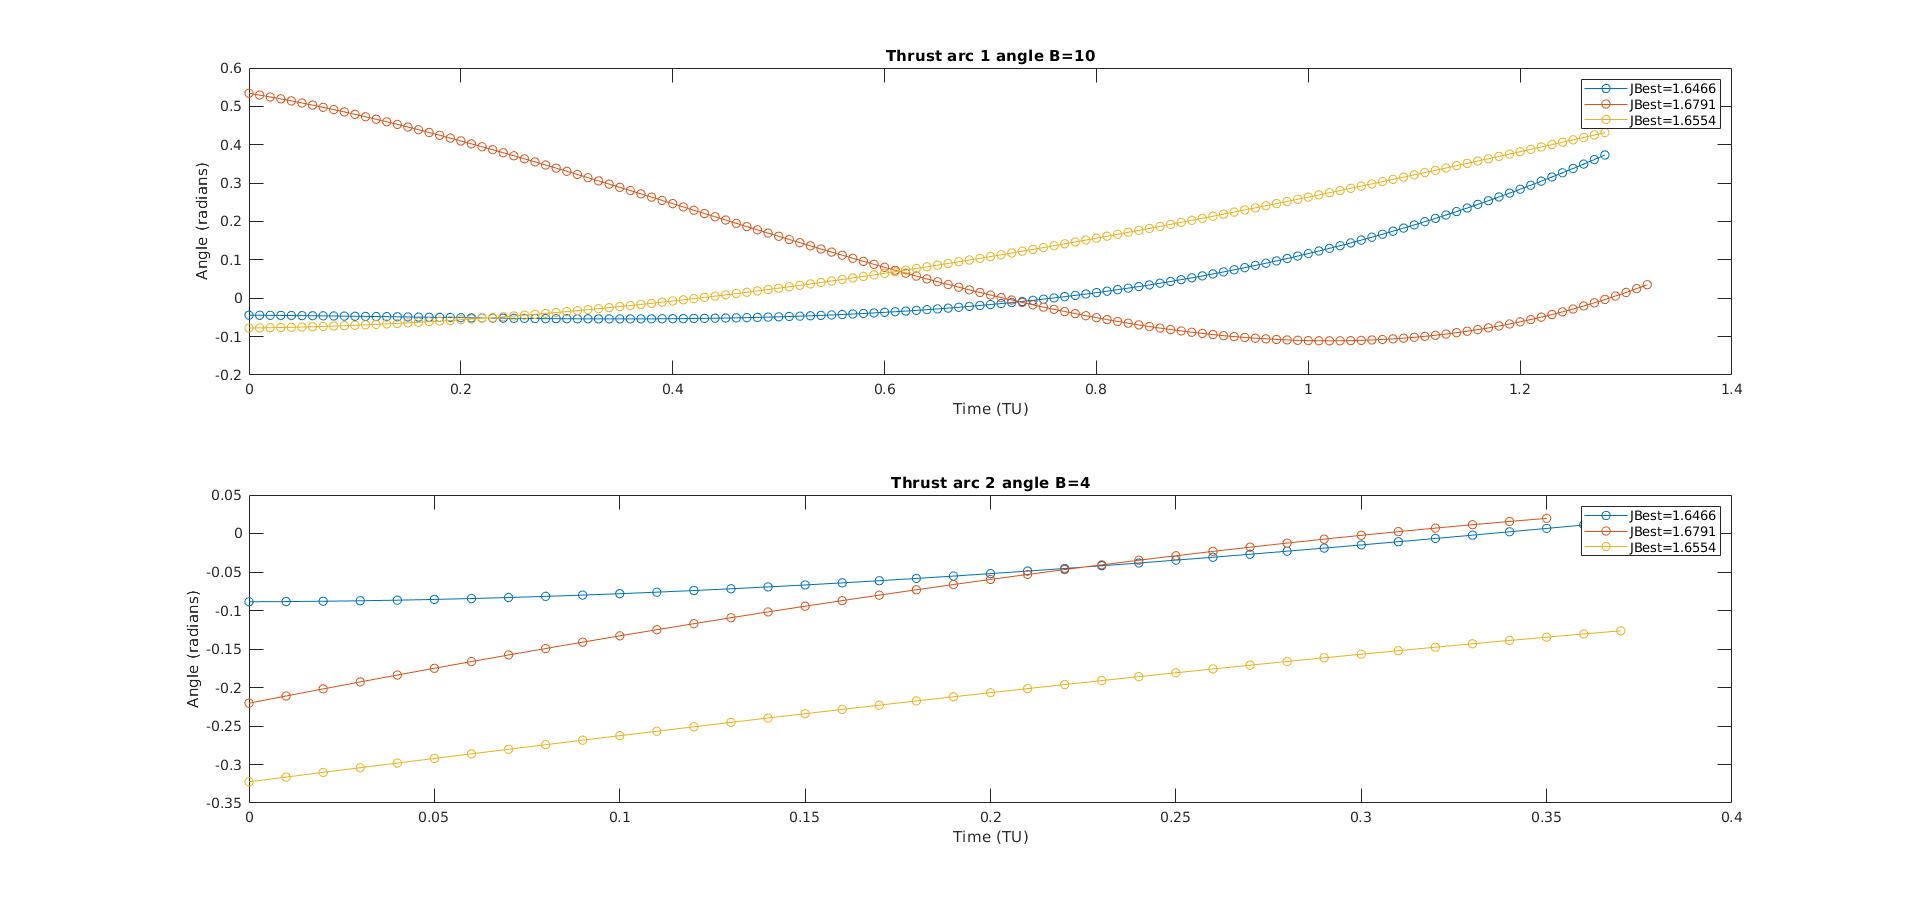 Thrust arc 1 angle B=10
0.6
0.5
0.4
0.3
0.2
0.1
0
-0.1
-0.2
Angle (radians)
JBest=1.6466
JBest=1.6791
JBest=1.6554
0 0.2 0.4 0.6 0.8 1 1.2 1.4
Time (TU)
Thrust arc 2 angle B=4
0.05
0
-0.05
-0.1
-0.15
-0.2
-0.25
-0.3
-0.35
Angle (radians)
JBest=1.6466
JBest=1.6791
JBest=1.6554
0 0.05 0.1 0.15 0.2 0.25 0.3 0.35 0.4
Time (TU)